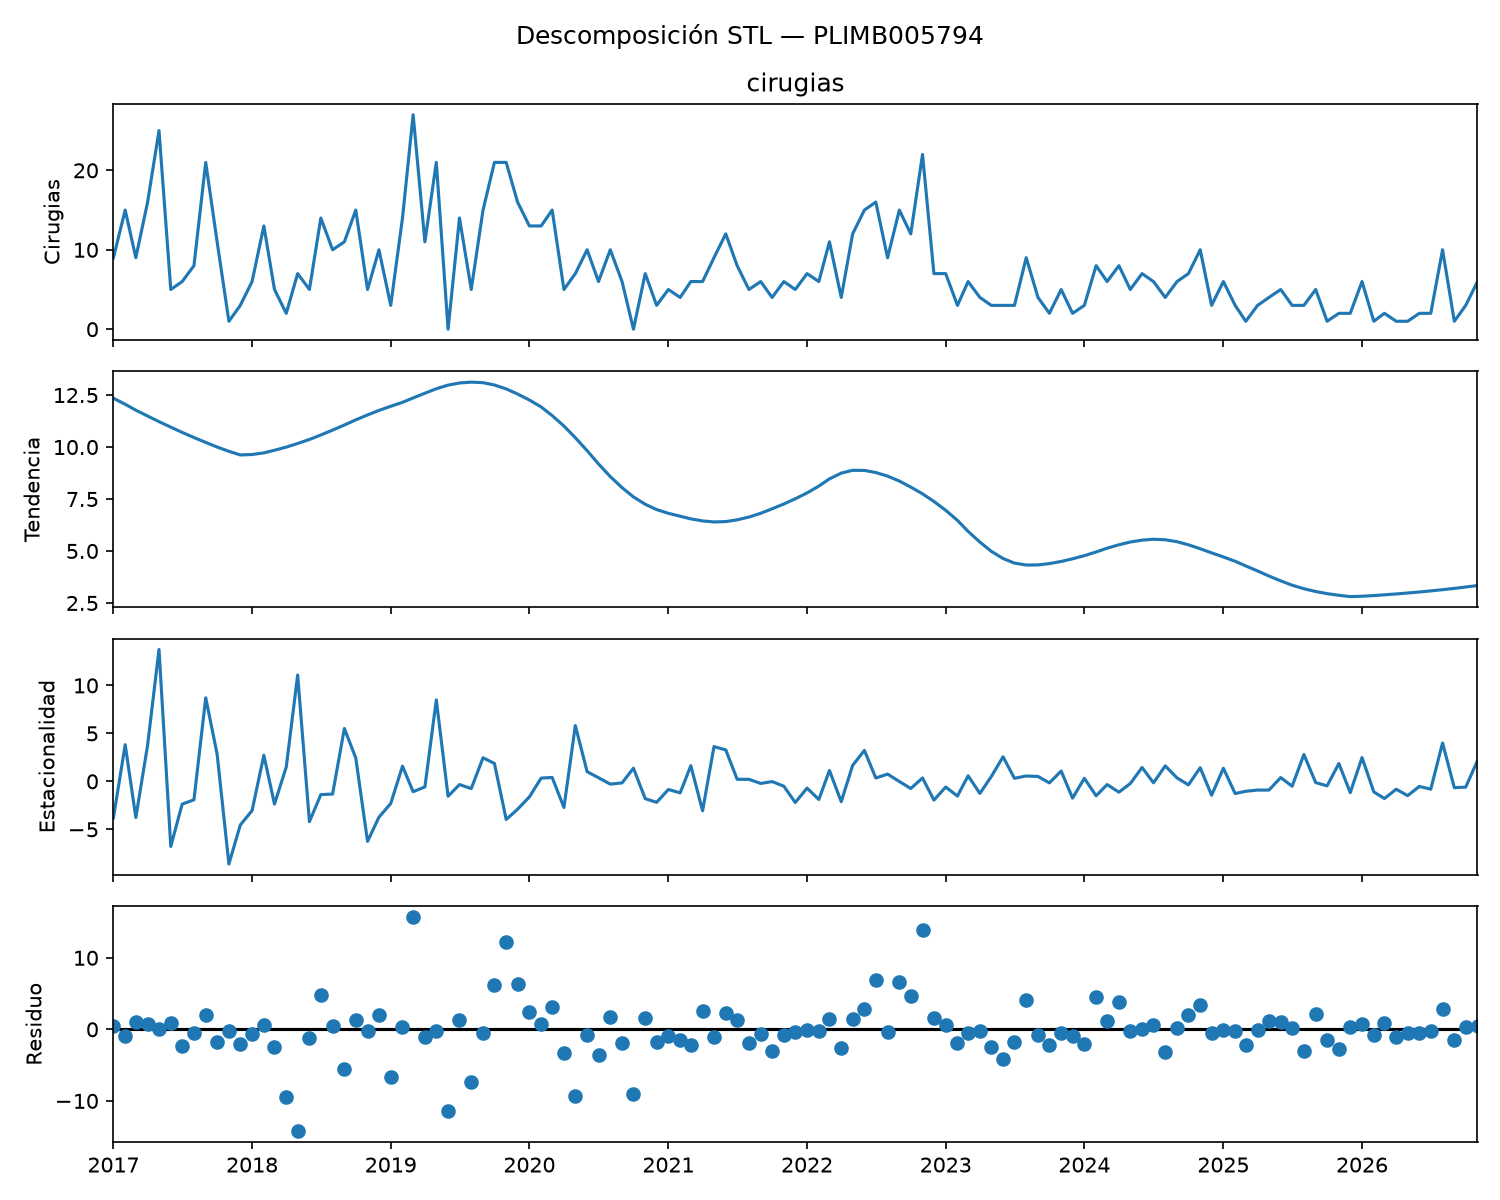 Descomposición STL — PLIMB005794
cirugias
Cirugias
20
10
0
Tendencia
12.5
10.0
7.5
5.0
2.5
Estacionalidad
10
5
0
−5
Residuo
10
0
−10
2017 2018 2019 2020 2021 2022 2023 2024 2025 2026